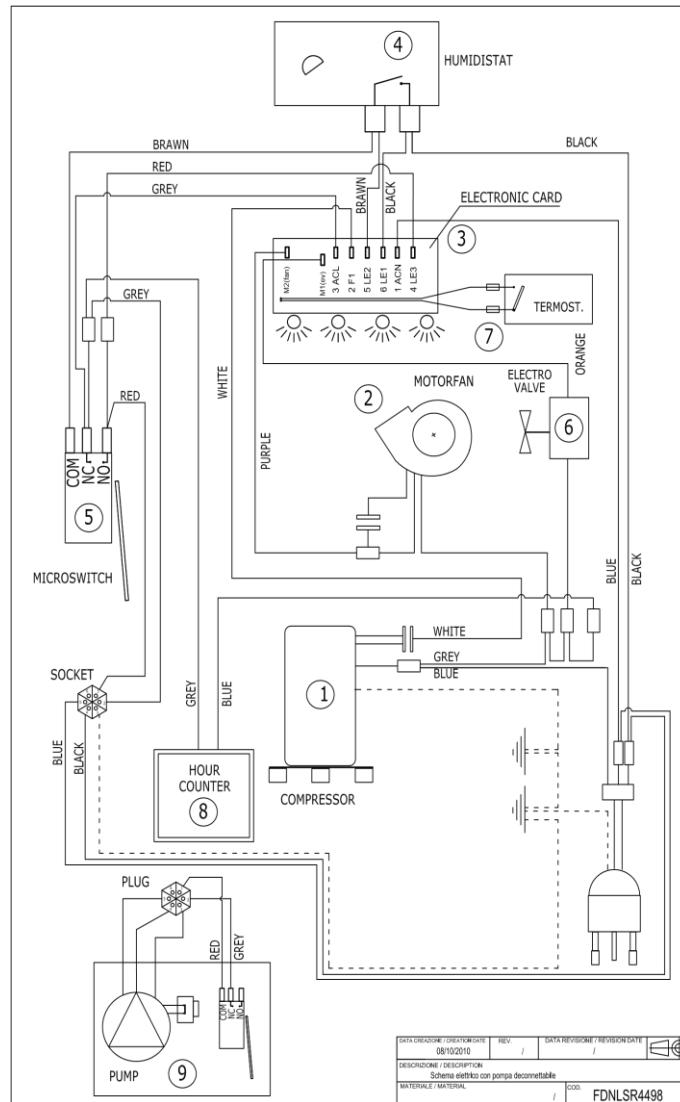 4
HUMIDISTAT
BRAWN
BLACK
RED
GREY
BRAWN
BLACK
ELECTRONIC CARD
3
M2(fan)
M1(ev)
3 ACL
2 F1
5 LE2
6 LE1
1 ACN
4 LE3
GREY
TERMOST.
7
ORANGE
RED
WHITE
MOTORFAN
ELECTRO
VALVE
2
6
PURPLE
COM
NC
NO
5
MICROSWITCH
BLUE
BLACK
WHITE
GREY
BLUE
SOCKET
1
GREY
BLUE
BLUE
BLACK
HOUR
COUNTER
8
COMPRESSOR
PLUG
RED
GREY
COM
NC
NO
PUMP
9
DATA CREAZIONE / CREATION DATE
08/10/2010
REV.
/
DATA REVISIONE / REVISION DATE
/
DESCRIZIONE / DESCRIPTION
Schema elettrico con pompa deconnettabile
MATERIALE / MATERIAL
/
COD.
FDNLSR4498